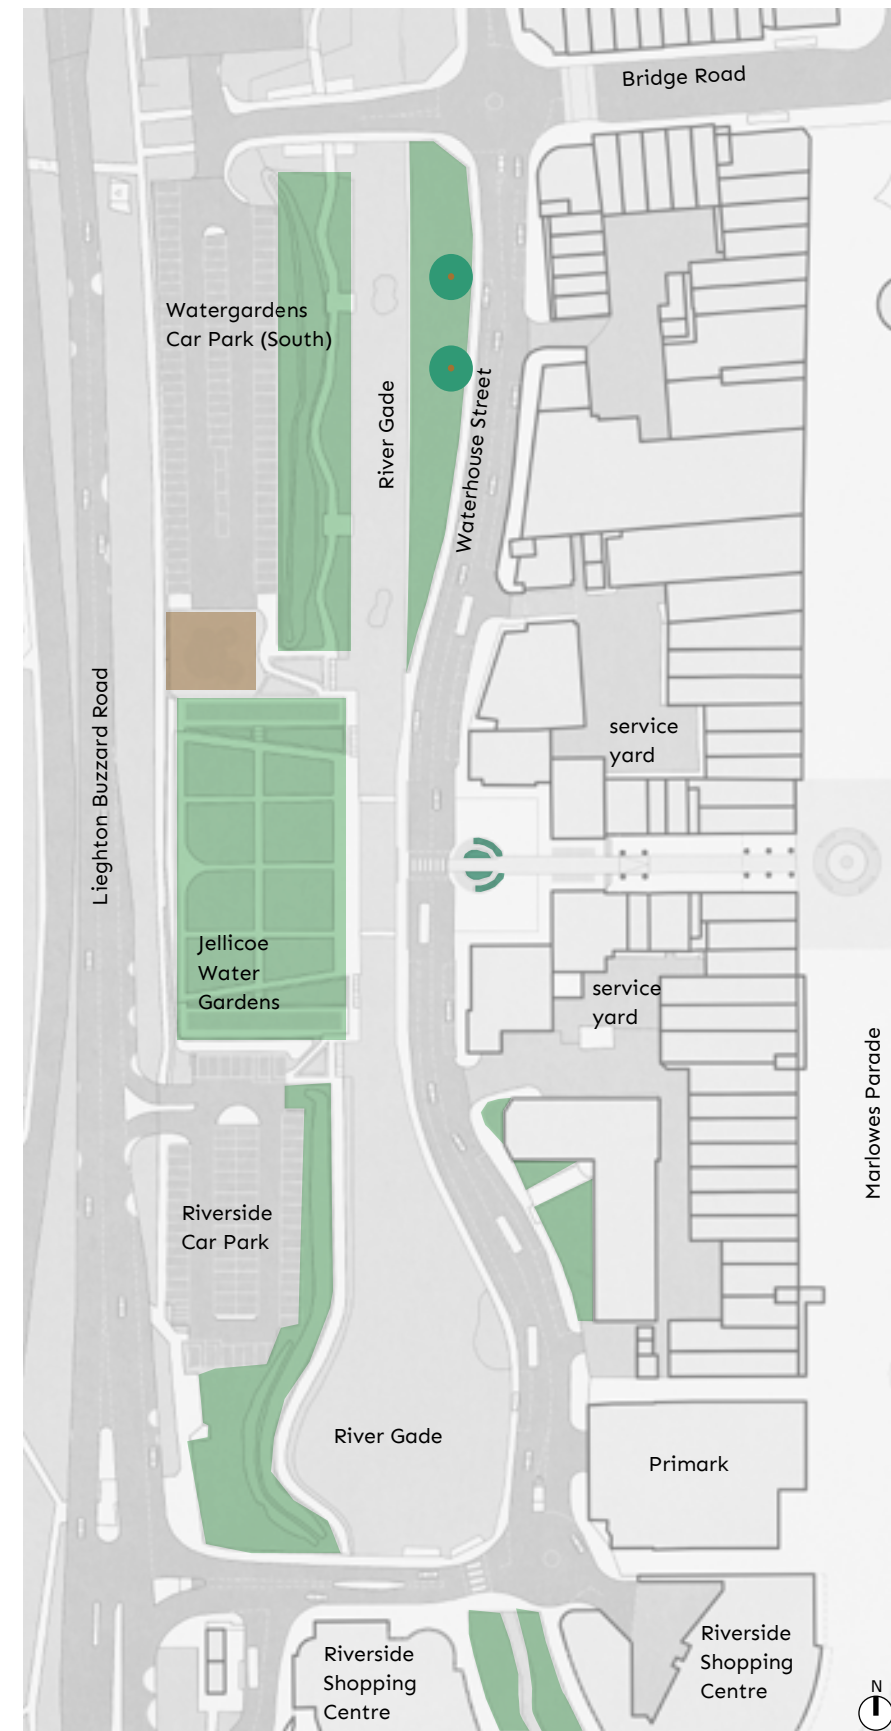 Bridge Road
Watergardens
Car Park (South)
River Gade
Waterhouse Street
Lieghton Buzzard Road
service
yard
Jellicoe
Water
Gardens
service
yard
Marlowes Parade
Riverside
Car Park
River Gade
Primark
Riverside
Shopping
Centre
Riverside
Shopping
Centre
N